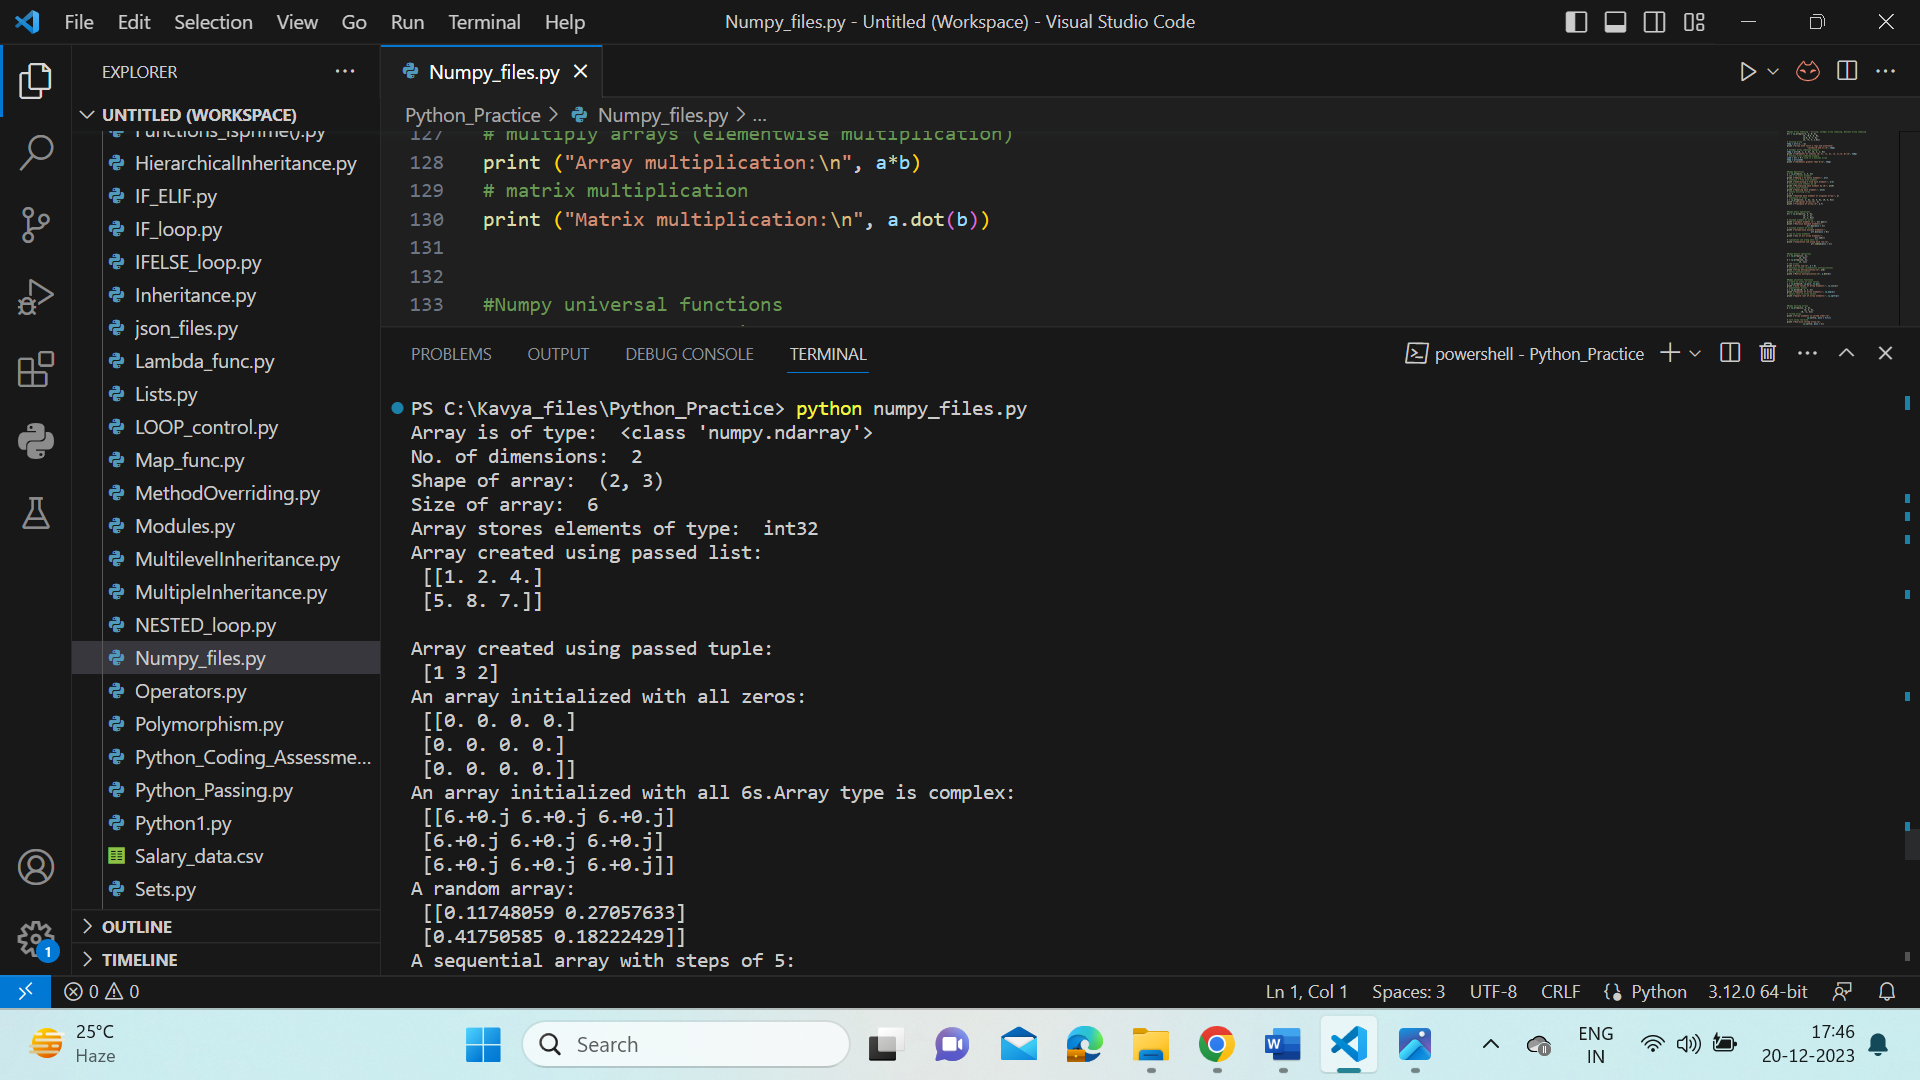 File Edit Selection View Go Run Terminal Help
Numpy_files.py - Untitled (Workspace) - Visual Studio Code
EXPLORER
UNTITLED (WORKSPACE)
Functions_isprime().py
HierarchicalInheritance.py
IF_ELIF.py
IF_loop.py
IFELSE_loop.py
Inheritance.py
json_files.py
Lambda_func.py
Lists.py
LOOP_control.py
Map_func.py
MethodOverriding.py
Modules.py
MultilevelInheritance.py
MultipleInheritance.py
NESTED_loop.py
Numpy_files.py
Operators.py
Polymorphism.py
Python_Coding_Assessme...
Python_Passing.py
Python1.py
Salary_data.csv
Sets.py
OUTLINE
TIMELINE
Numpy_files.py
Python_Practice > Numpy_files.py > ...
127 # multiply arrays (elementwise multiplication)
128 print ("Array multiplication:\n", a*b)
129 # matrix multiplication
130 print ("Matrix multiplication:\n", a.dot(b))
131
132
133 #Numpy universal functions
PROBLEMS OUTPUT DEBUG CONSOLE TERMINAL
powershell - Python_Practice
PS C:\Kavya_files\Python_Practice> python numpy_files.py
Array is of type:  <class 'numpy.ndarray'>
No. of dimensions:  2
Shape of array:  (2, 3)
Size of array:  6
Array stores elements of type:  int32
Array created using passed list:
[[1. 2. 4.]
[5. 8. 7.]]
Array created using passed tuple:
[1 3 2]
An array initialized with all zeros:
[[0. 0. 0. 0.]
[0. 0. 0. 0.]
[0. 0. 0. 0.]]
An array initialized with all 6s.Array type is complex:
[[6.+0.j 6.+0.j 6.+0.j]
[6.+0.j 6.+0.j 6.+0.j]
[6.+0.j 6.+0.j 6.+0.j]]
A random array:
[[0.11748059 0.27057633]
[0.41750585 0.18222429]]
A sequential array with steps of 5:
1
0 0
Ln 1, Col 1 Spaces: 3 UTF-8 CRLF Python 3.12.0 64-bit
25°C
Haze
Search
ENG
IN
17:46
20-12-2023